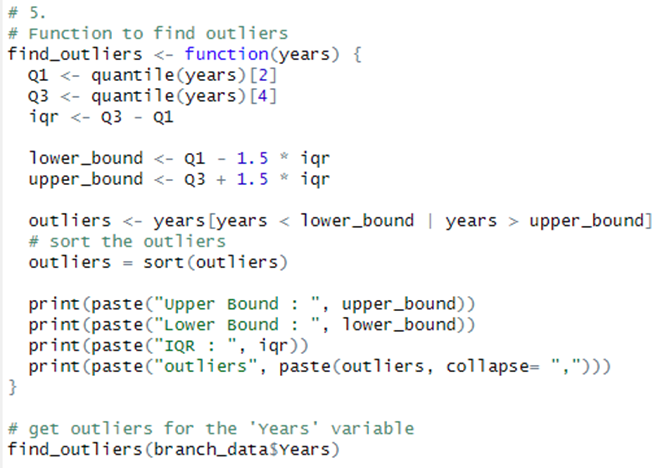 # 5.
# Function to find outliers
find_outliers <- function(years) {
  Q1 <- quantile(years)[2]
  Q3 <- quantile(years)[4]
  iqr <- Q3 - Q1

  lower_bound <- Q1 - 1.5 * iqr
  upper_bound <- Q3 + 1.5 * iqr

  outliers <- years[years < lower_bound | years > upper_bound]
  # sort the outliers
  outliers = sort(outliers)

  print(paste("Upper Bound : ", upper_bound))
  print(paste("Lower Bound : ", lower_bound))
  print(paste("IQR : ", iqr))
  print(paste("outliers", paste(outliers, collapse= ",")))
}

# get outliers for the 'Years' variable
find_outliers(branch_data$Years)